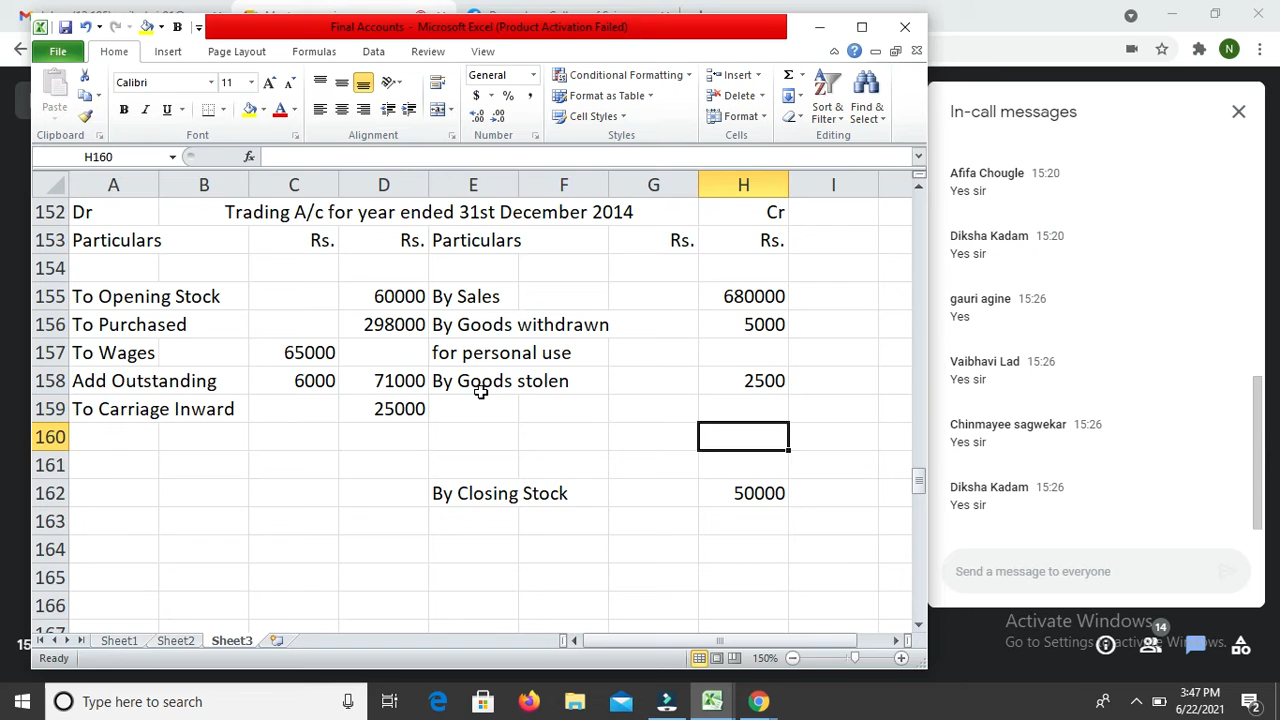 Final Accounts - Microsoft Excel (Product Activation Failed)
File Home Insert Page Layout Formulas Data Review View
Paste
Clipboard
Calibri 11
B I U
Font
Alignment
General
$ % ,
Number
Conditional Formatting
Format as Table
Cell Styles
Styles
Insert
Delete
Format
Cells
Sort & Filter
Find & Select
Editing
H160 fx
A B C D E F G H I
152 Dr Trading A/c for year ended 31st December 2014 Cr
153 Particulars Rs. Rs. Particulars Rs. Rs.
154
155 To Opening Stock 60000 By Sales 680000
156 To Purchased 298000 By Goods withdrawn 5000
157 To Wages 65000 for personal use
158 Add Outstanding 6000 71000 By Goods stolen 2500
159 To Carriage Inward 25000
160
161
162 By Closing Stock 50000
163
164
165
166
167
Sheet1 Sheet2 Sheet3
Ready 150%
N
In-call messages
Afifa Chougle 15:20
Yes sir
Diksha Kadam 15:20
Yes sir
gauri agine 15:26
Yes
Vaibhavi Lad 15:26
Yes sir
Chinmayee sagwekar 15:26
Yes sir
Diksha Kadam 15:26
Yes sir
Send a message to everyone
Activate Windows
Go to Settings to activate Windows.
14
15
Type here to search
3:47 PM
6/22/2021
2